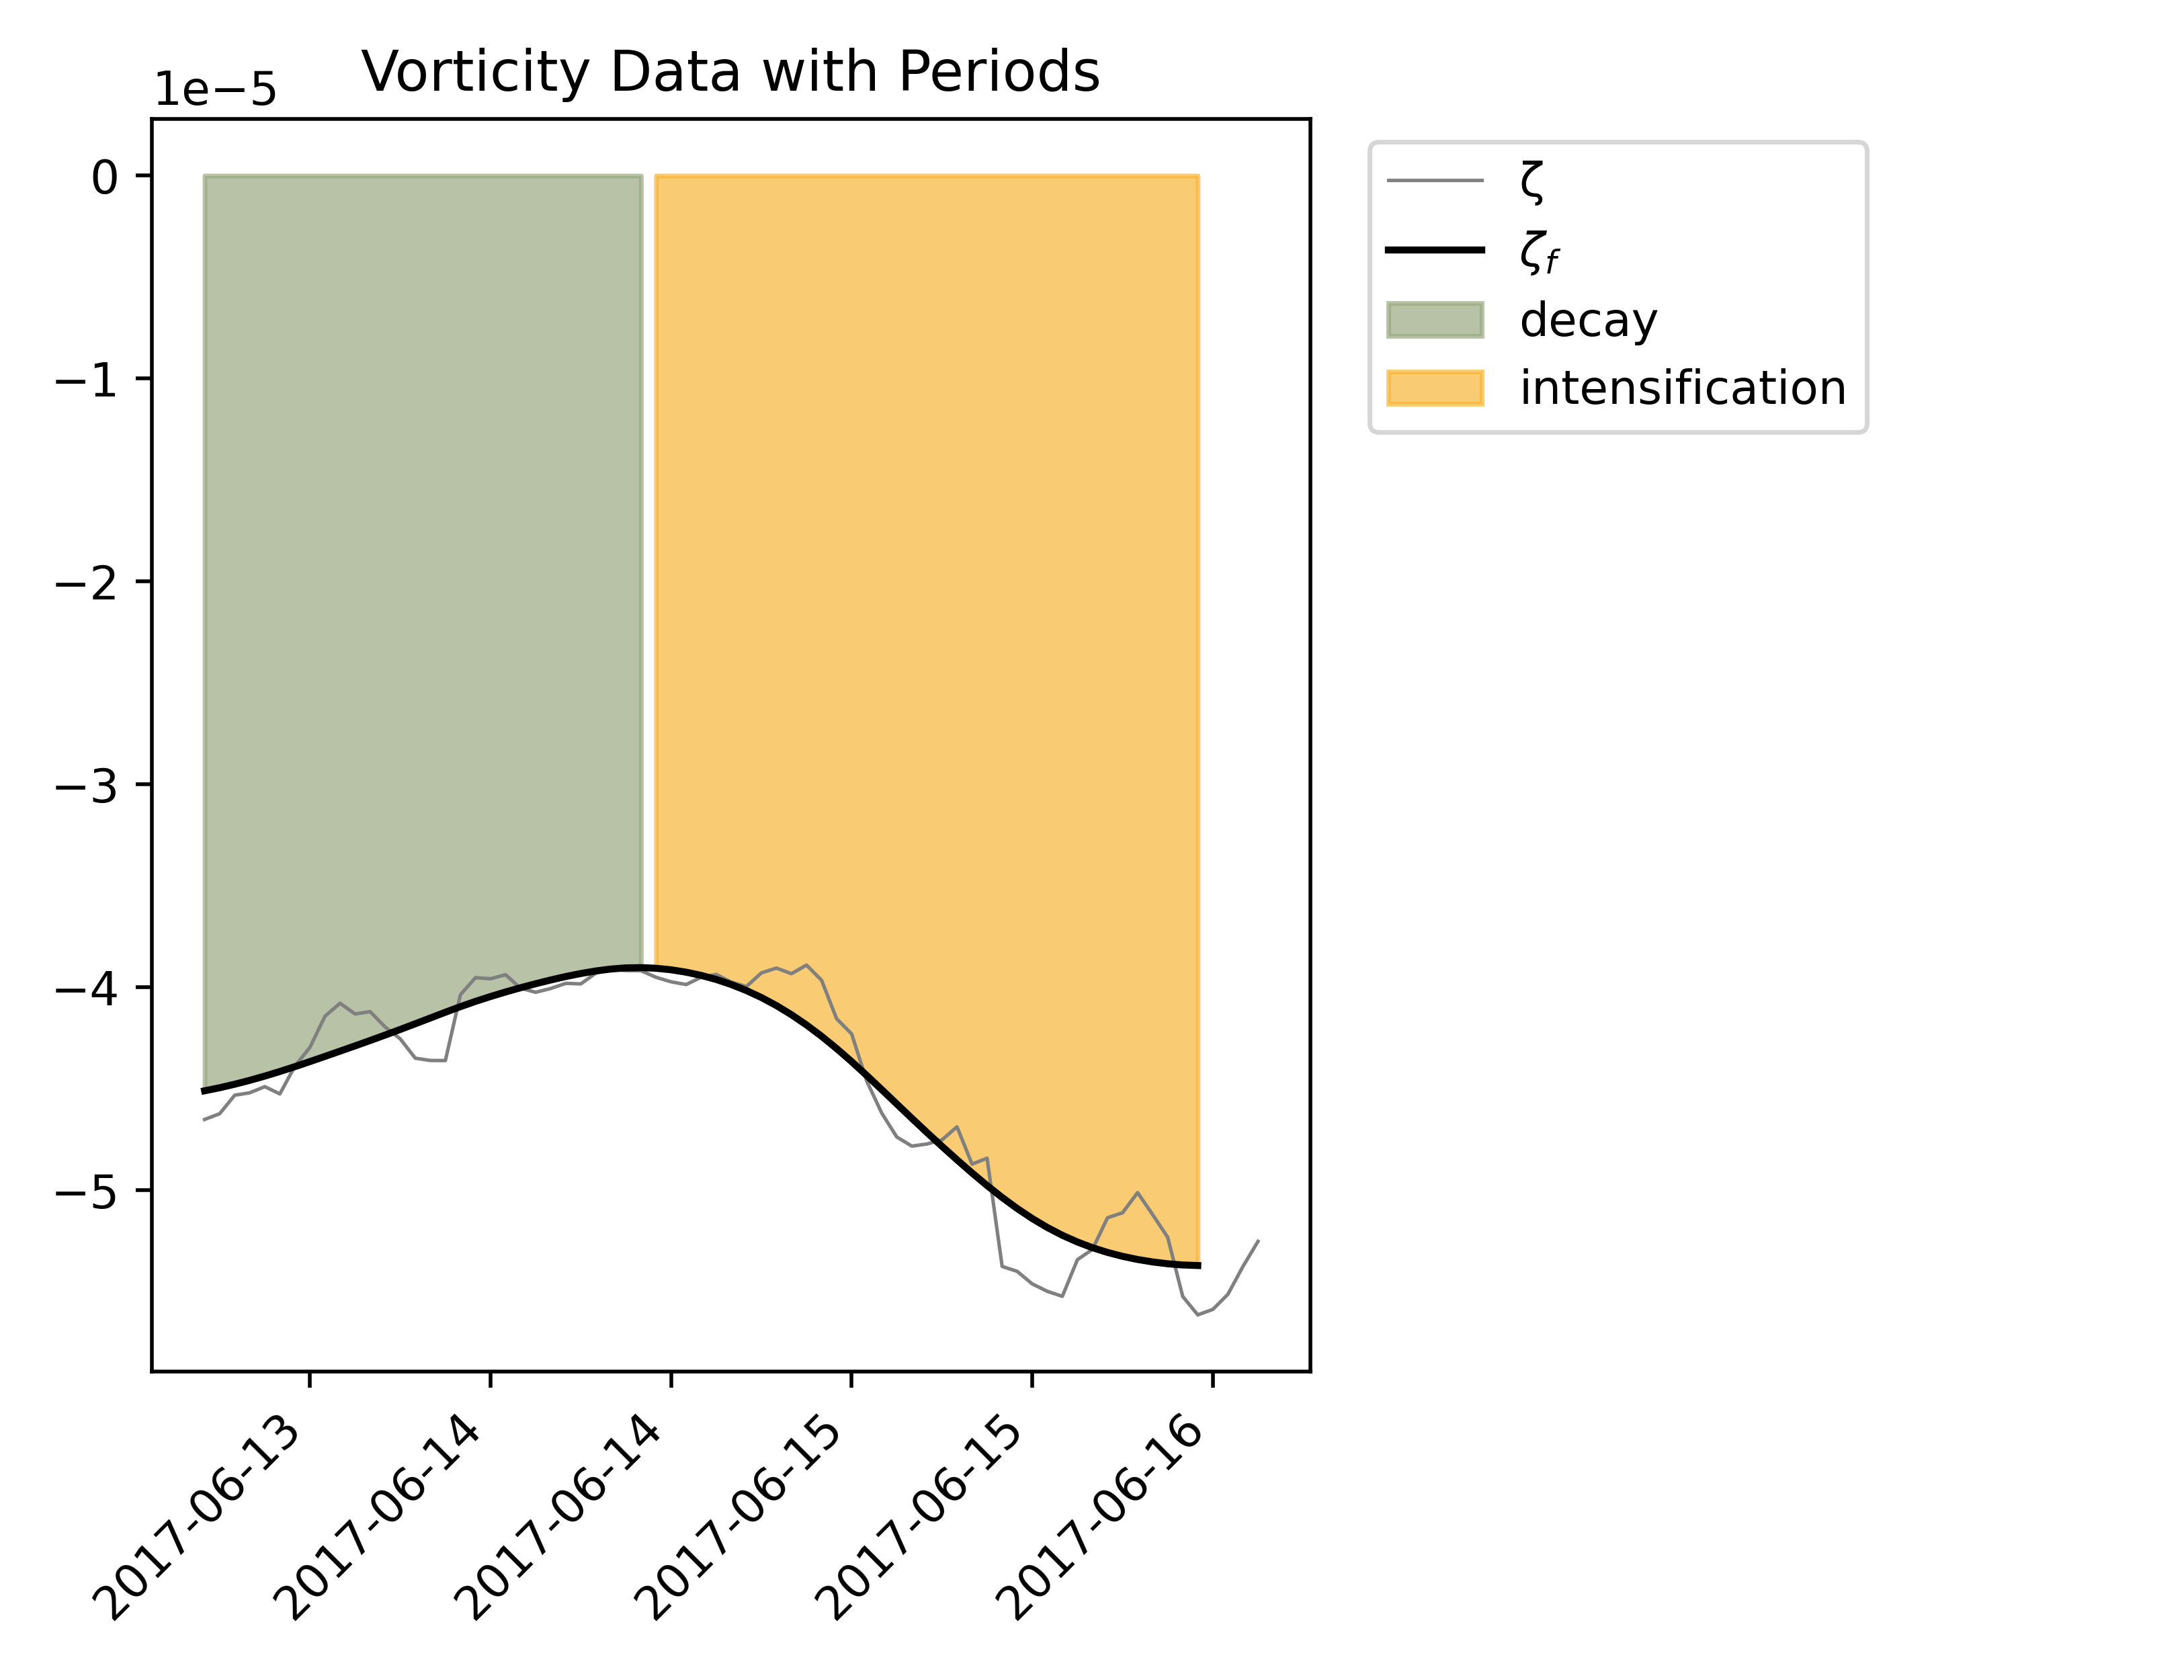 Vorticity Data with Periods
1e−5
0
−1
−2
−3
−4
−5
2017-06-13
2017-06-14
2017-06-14
2017-06-15
2017-06-15
2017-06-16
ζ
ζf
decay
intensification